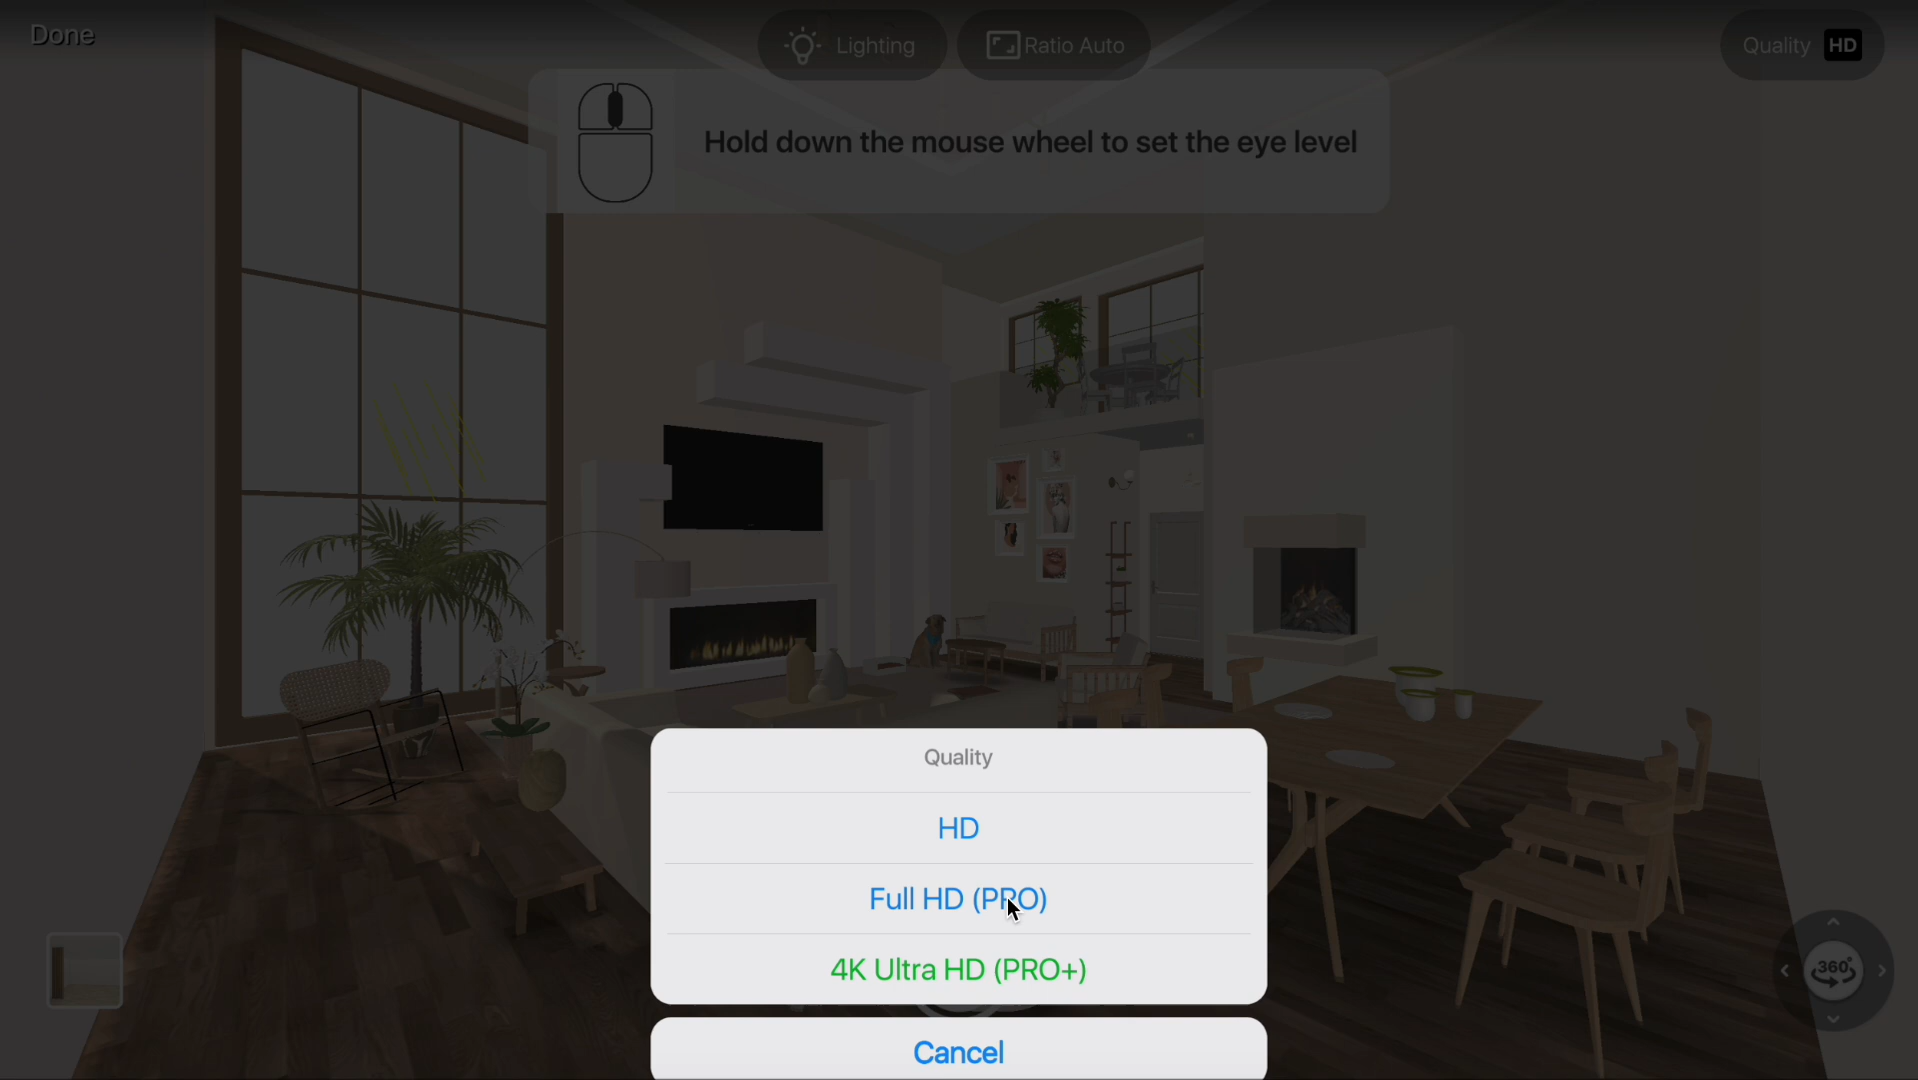 Done
Lighting
Ratio Auto
Quality HD
Hold down the mouse wheel to set the eye level
Quality
HD
Full HD (PRO)
4K Ultra HD (PRO+)
Cancel
360°